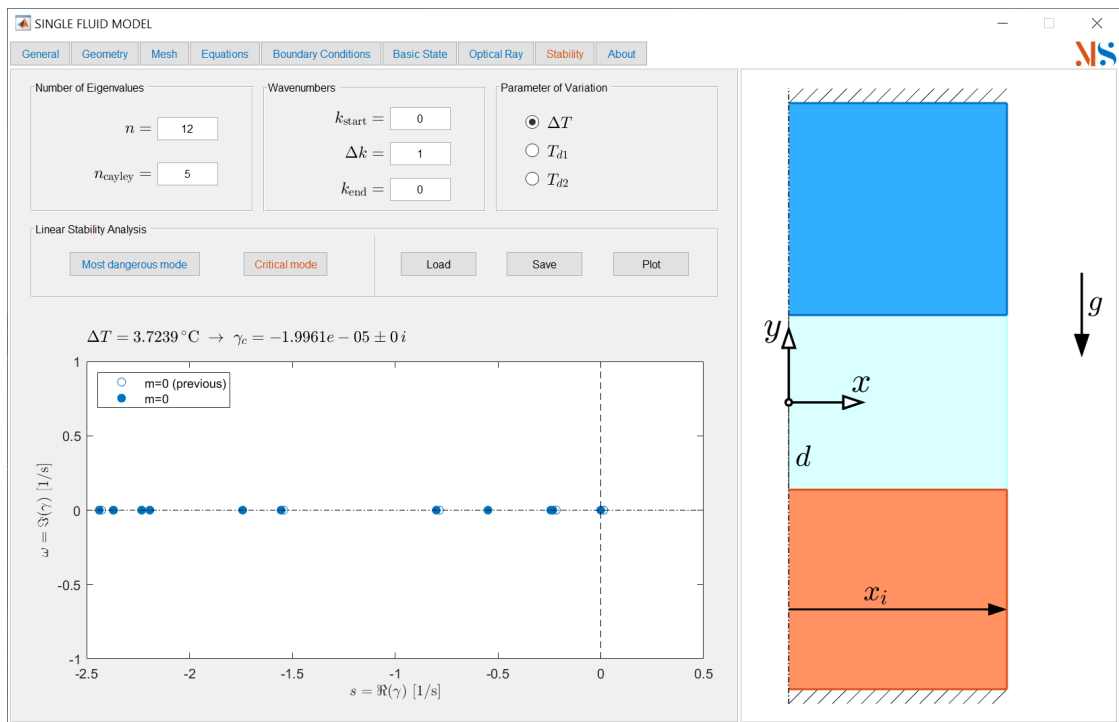 SINGLE FLUID MODEL
General Geometry Mesh Equations Boundary Conditions Basic State Optical Ray Stability About
MS
Number of Eigenvalues
n = 12
n_cayley = 5
Wavenumbers
k_start = 0
Δk = 1
k_end = 0
Parameter of Variation
ΔT
T_d1
T_d2
Linear Stability Analysis
Most dangerous mode Critical mode Load Save Plot
ΔT = 3.7239 °C → γ_c = −1.9961e − 05 ± 0 i
m=0 (previous)
m=0
1
0.5
0
-0.5
-1
ω = ℑ(γ) [1/s]
-2.5 -2 -1.5 -1 -0.5 0 0.5
s = ℜ(γ) [1/s]
g
y
x
d
x_i